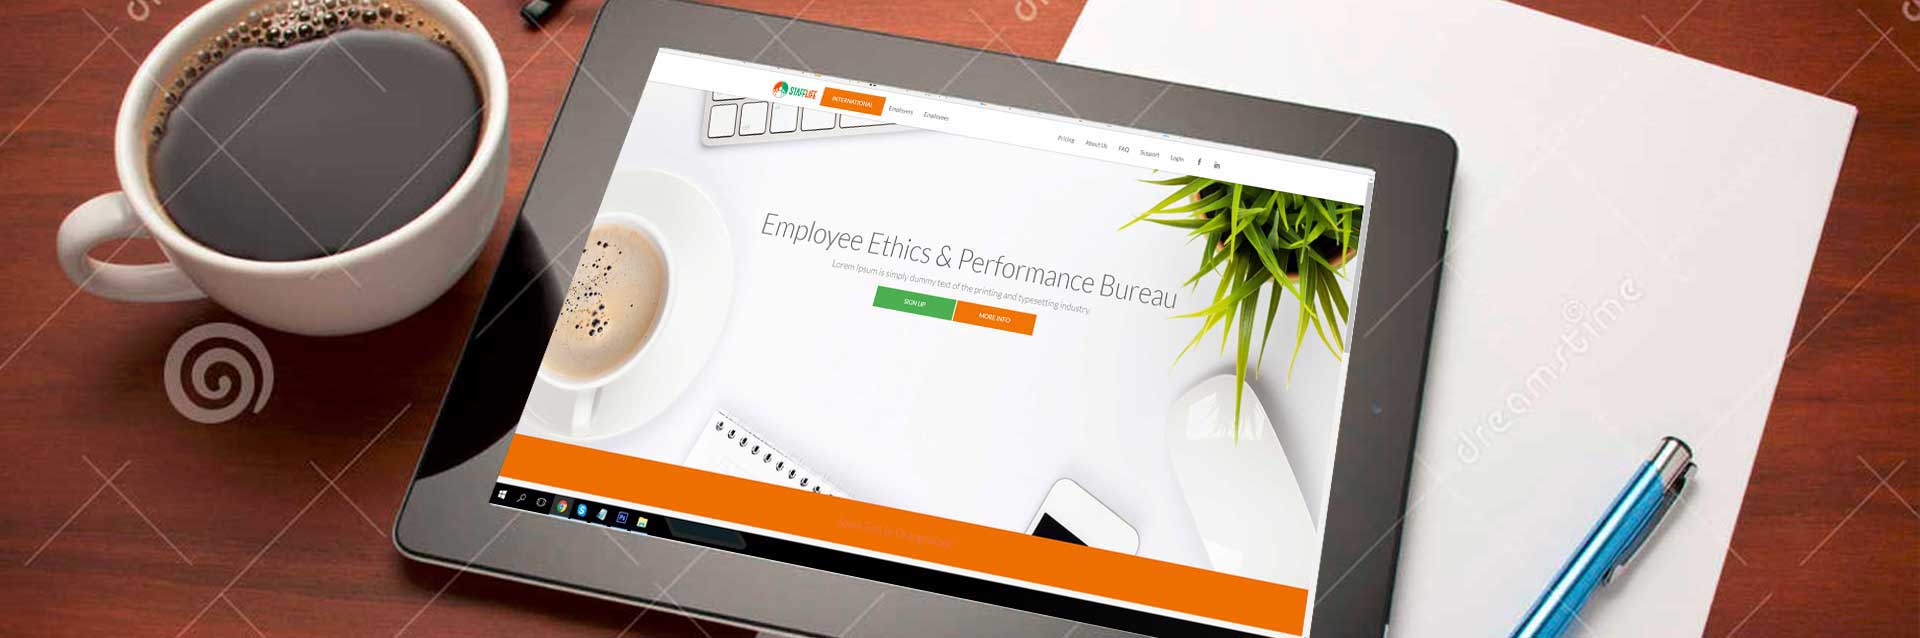 STAFFLIFE
INTERNATIONAL
Employers
Employees
Pricing
About Us
FAQ
Support
Login
f
in
Employee Ethics & Performance Bureau
Lorem Ipsum is simply dummy text of the printing and typesetting industry.
SIGN UP
MORE INFO
Ps
dreamstime